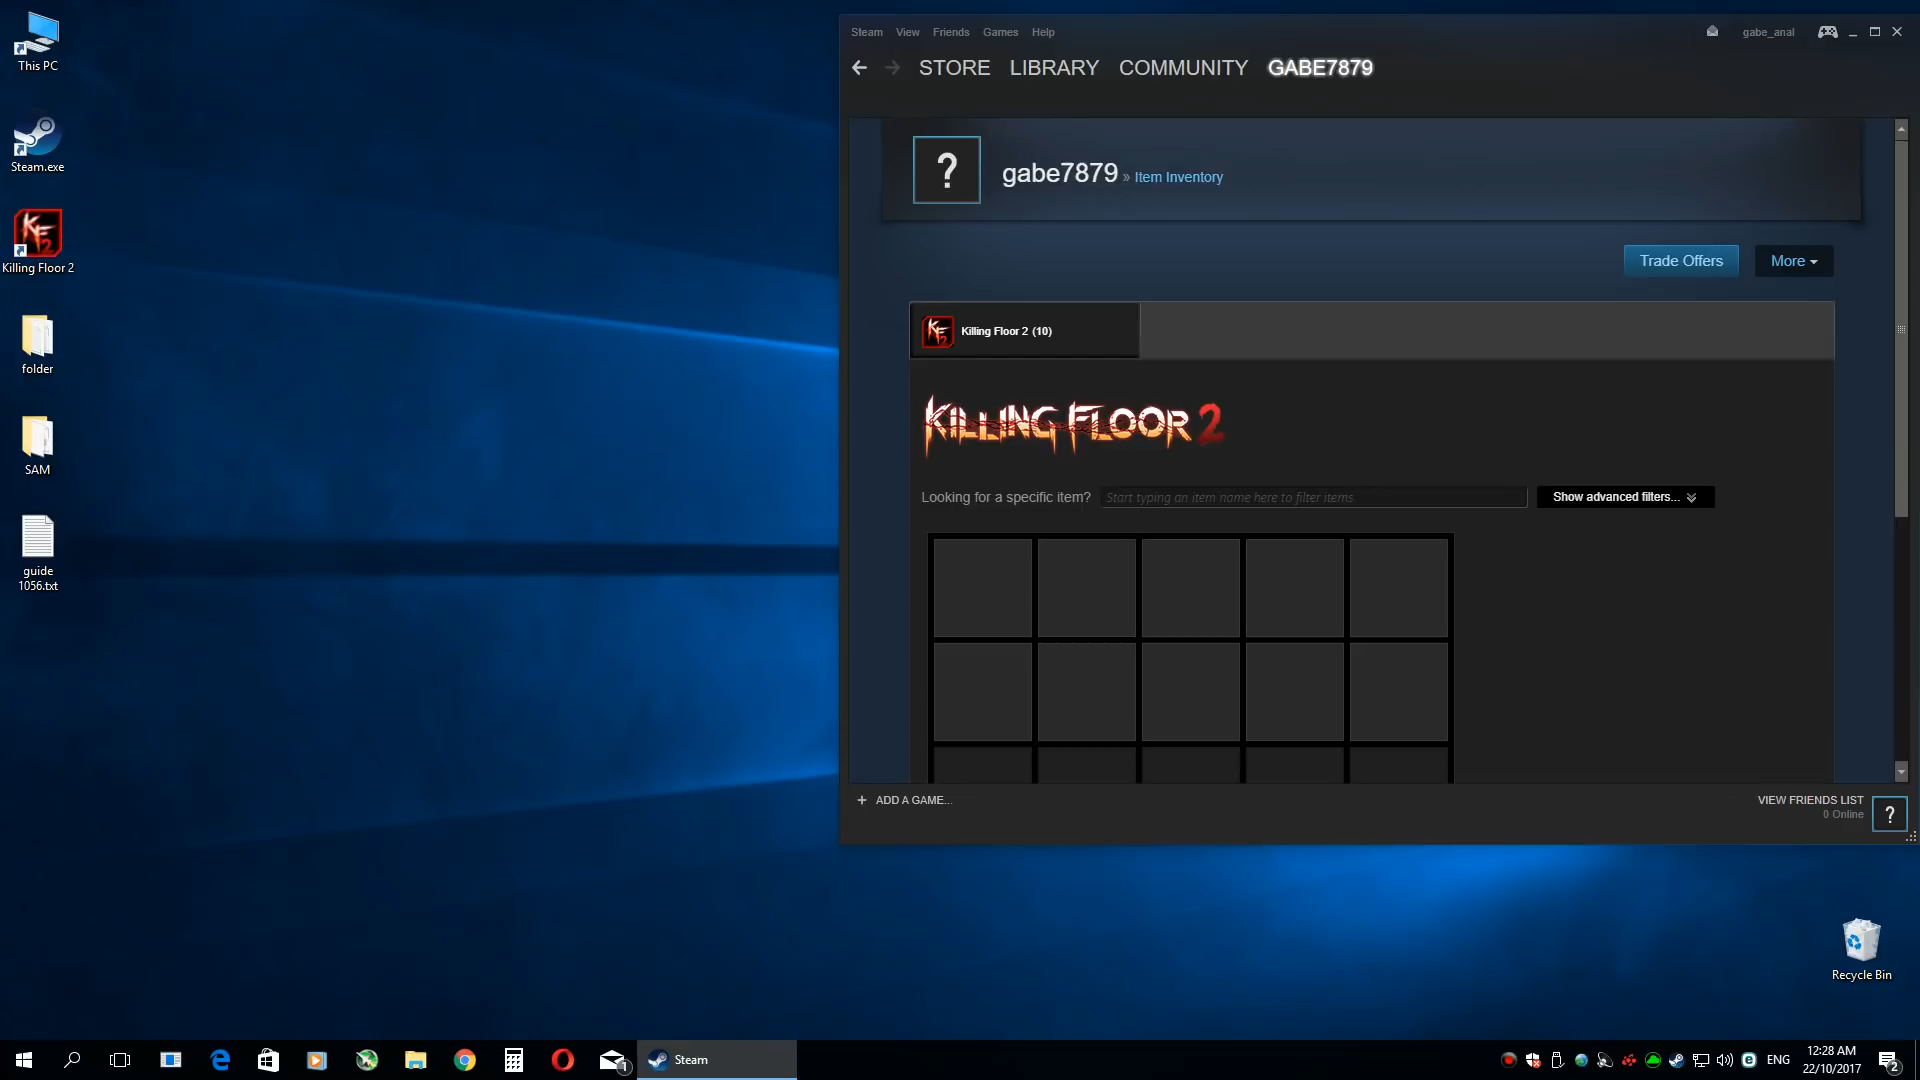 This PC
Steam.exe
Killing Floor 2
folder
SAM
guide
1056.txt
Steam View Friends Games Help
gabe_anal
STORE LIBRARY COMMUNITY GABE7879
?
gabe7879 » Item Inventory
Trade Offers
More
KF2
Killing Floor 2 (10)
KILLING FLOOR 2
Looking for a specific item?
Start typing an item name here to filter items
Show advanced filters...
+ ADD A GAME...
VIEW FRIENDS LIST
0 Online
?
Recycle Bin
1
Steam
ENG
12:28 AM
22/10/2017
2